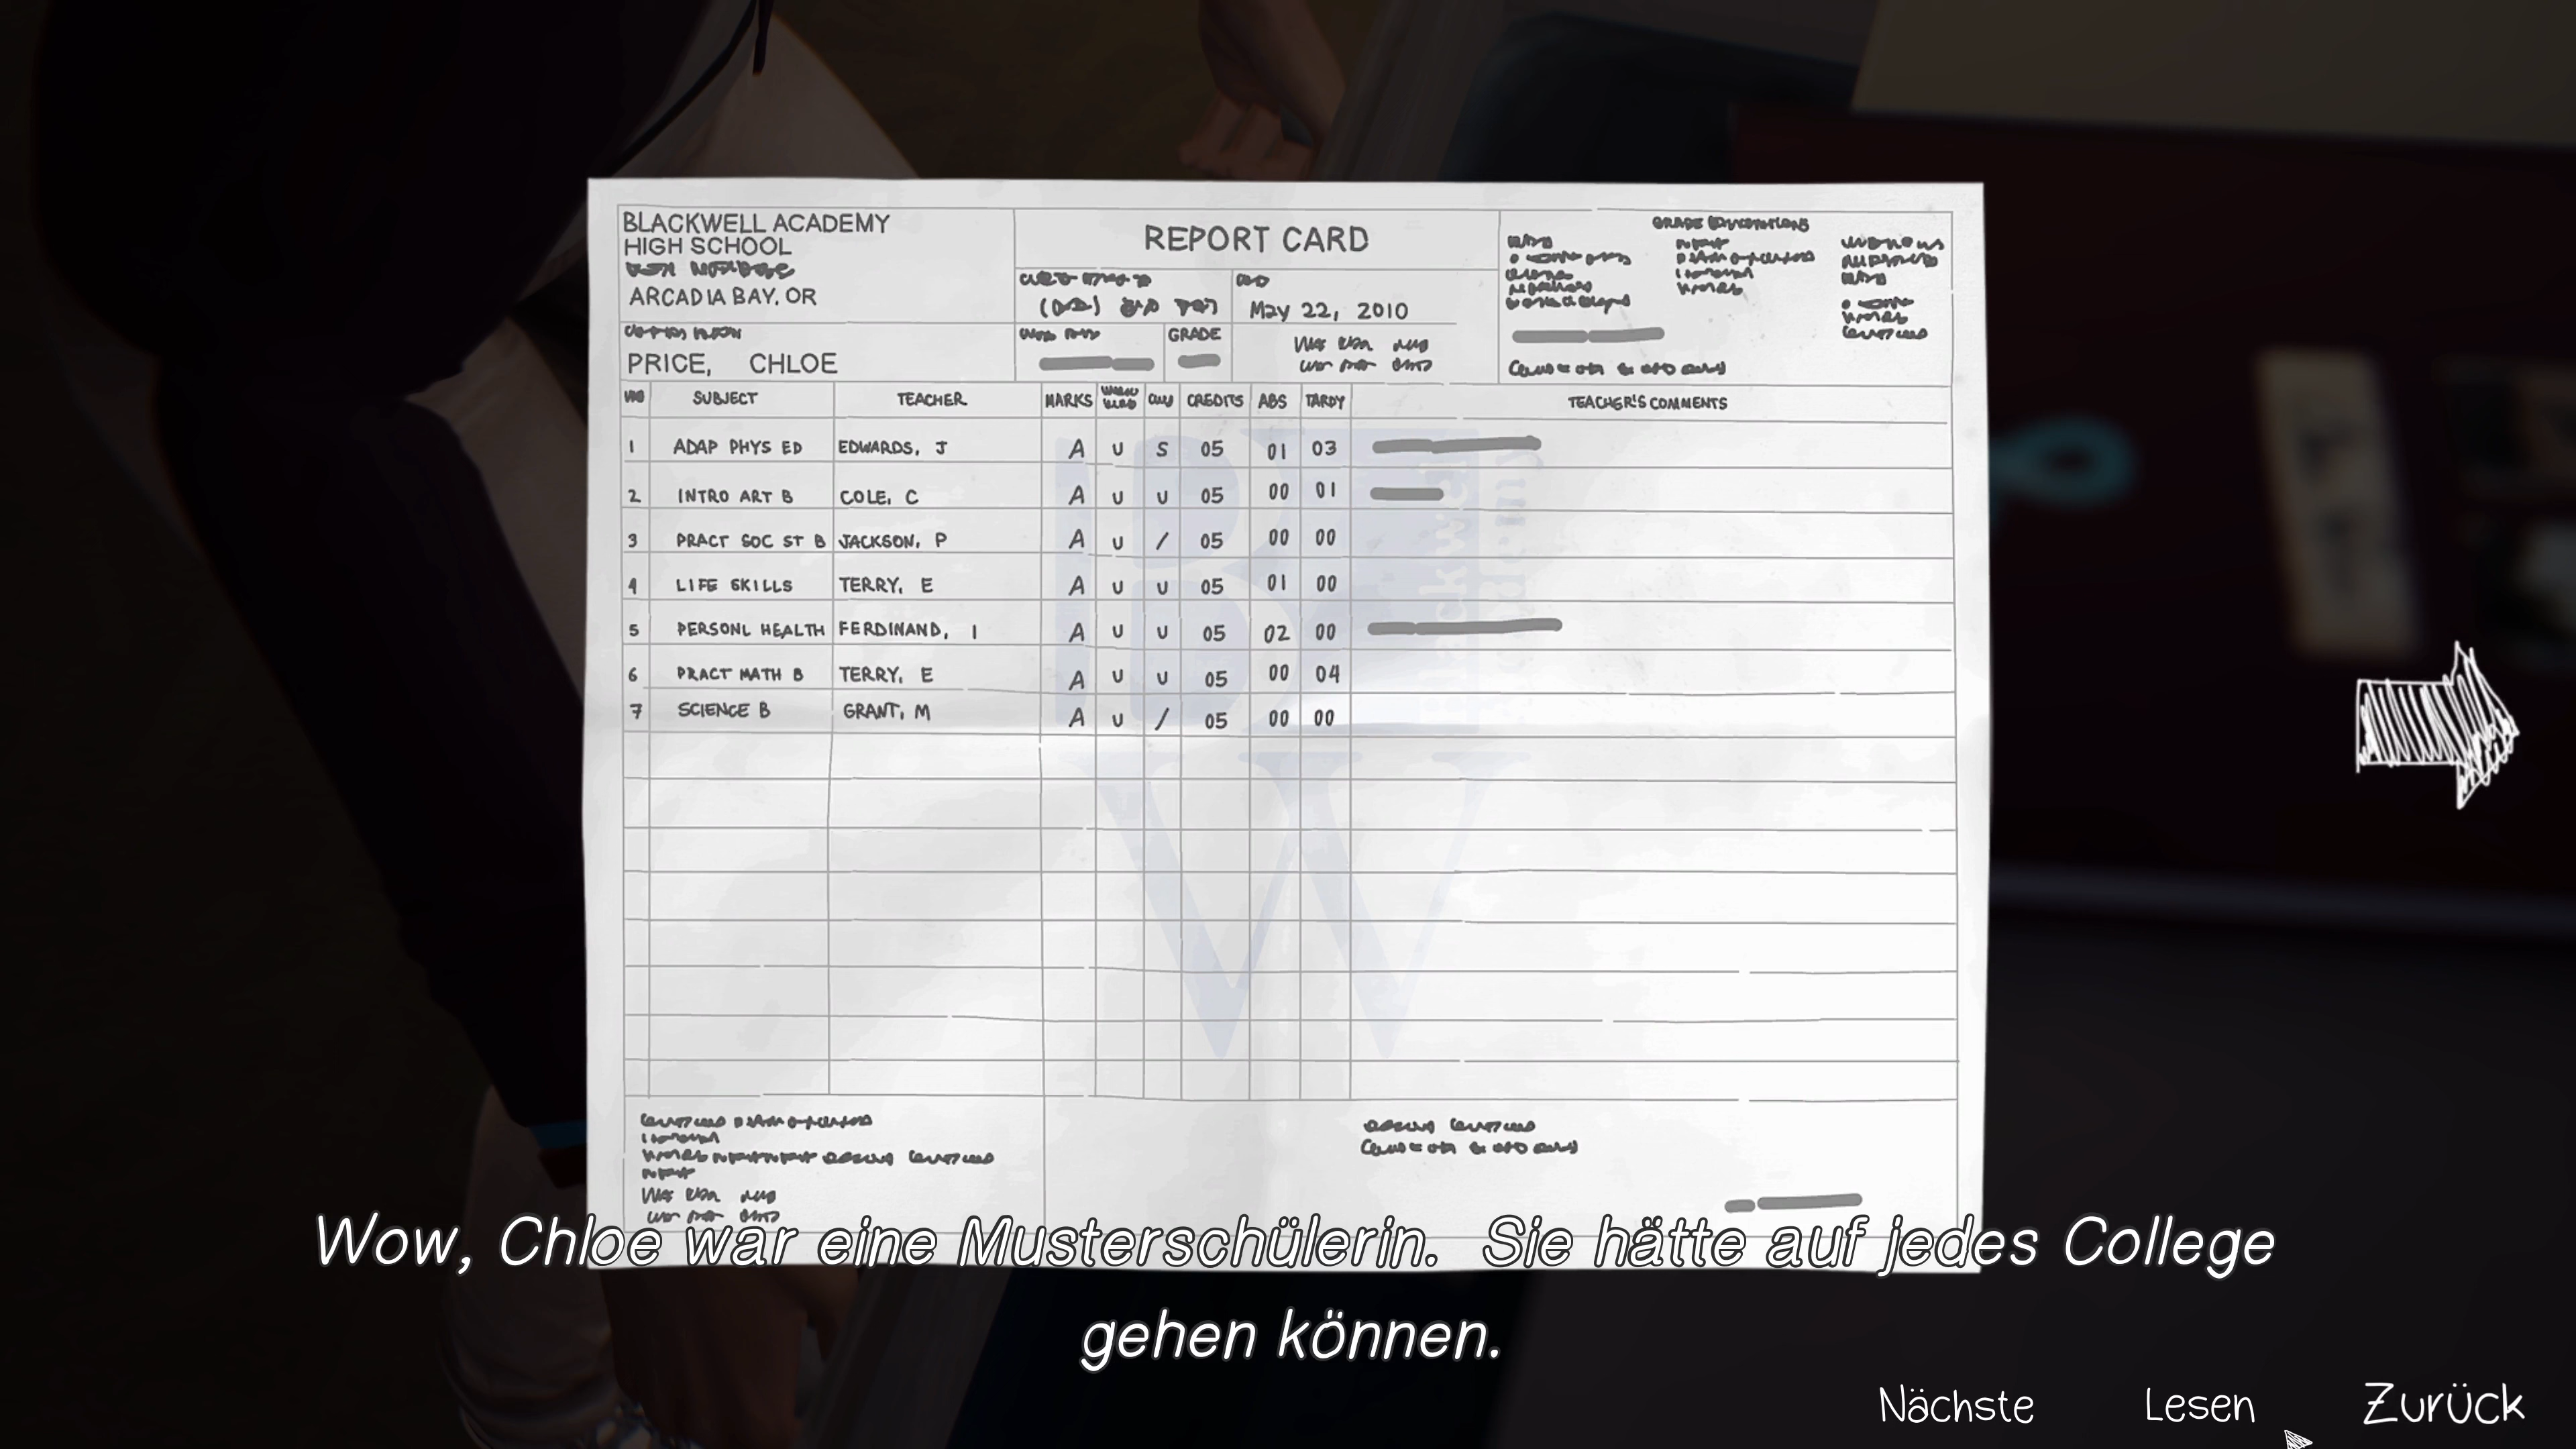 BLACKWELL ACADEMY
HIGH SCHOOL
ARCADIA BAY, OR
REPORT CARD
May 22, 2010
PRICE, CHLOE
GRADE
SUBJECT TEACHER MARKS CREDITS ABS TARDY TEACHER'S COMMENTS
1 ADAP PHYS ED EDWARDS, J A U S 05 01 03
2 INTRO ART B COLE, C A U U 05 00 01
3 PRACT SOC ST B JACKSON, P A U / 05 00 00
4 LIFE SKILLS TERRY, E A U U 05 01 00
5 PERSONL HEALTH FERDINAND, I A U U 05 02 00
6 PRACT MATH B TERRY, E A U U 05 00 04
7 SCIENCE B GRANT, M A U / 05 00 00
Wow, Chloe war eine Musterschülerin. Sie hätte auf jedes College
gehen können.
Nächste Lesen Zurück